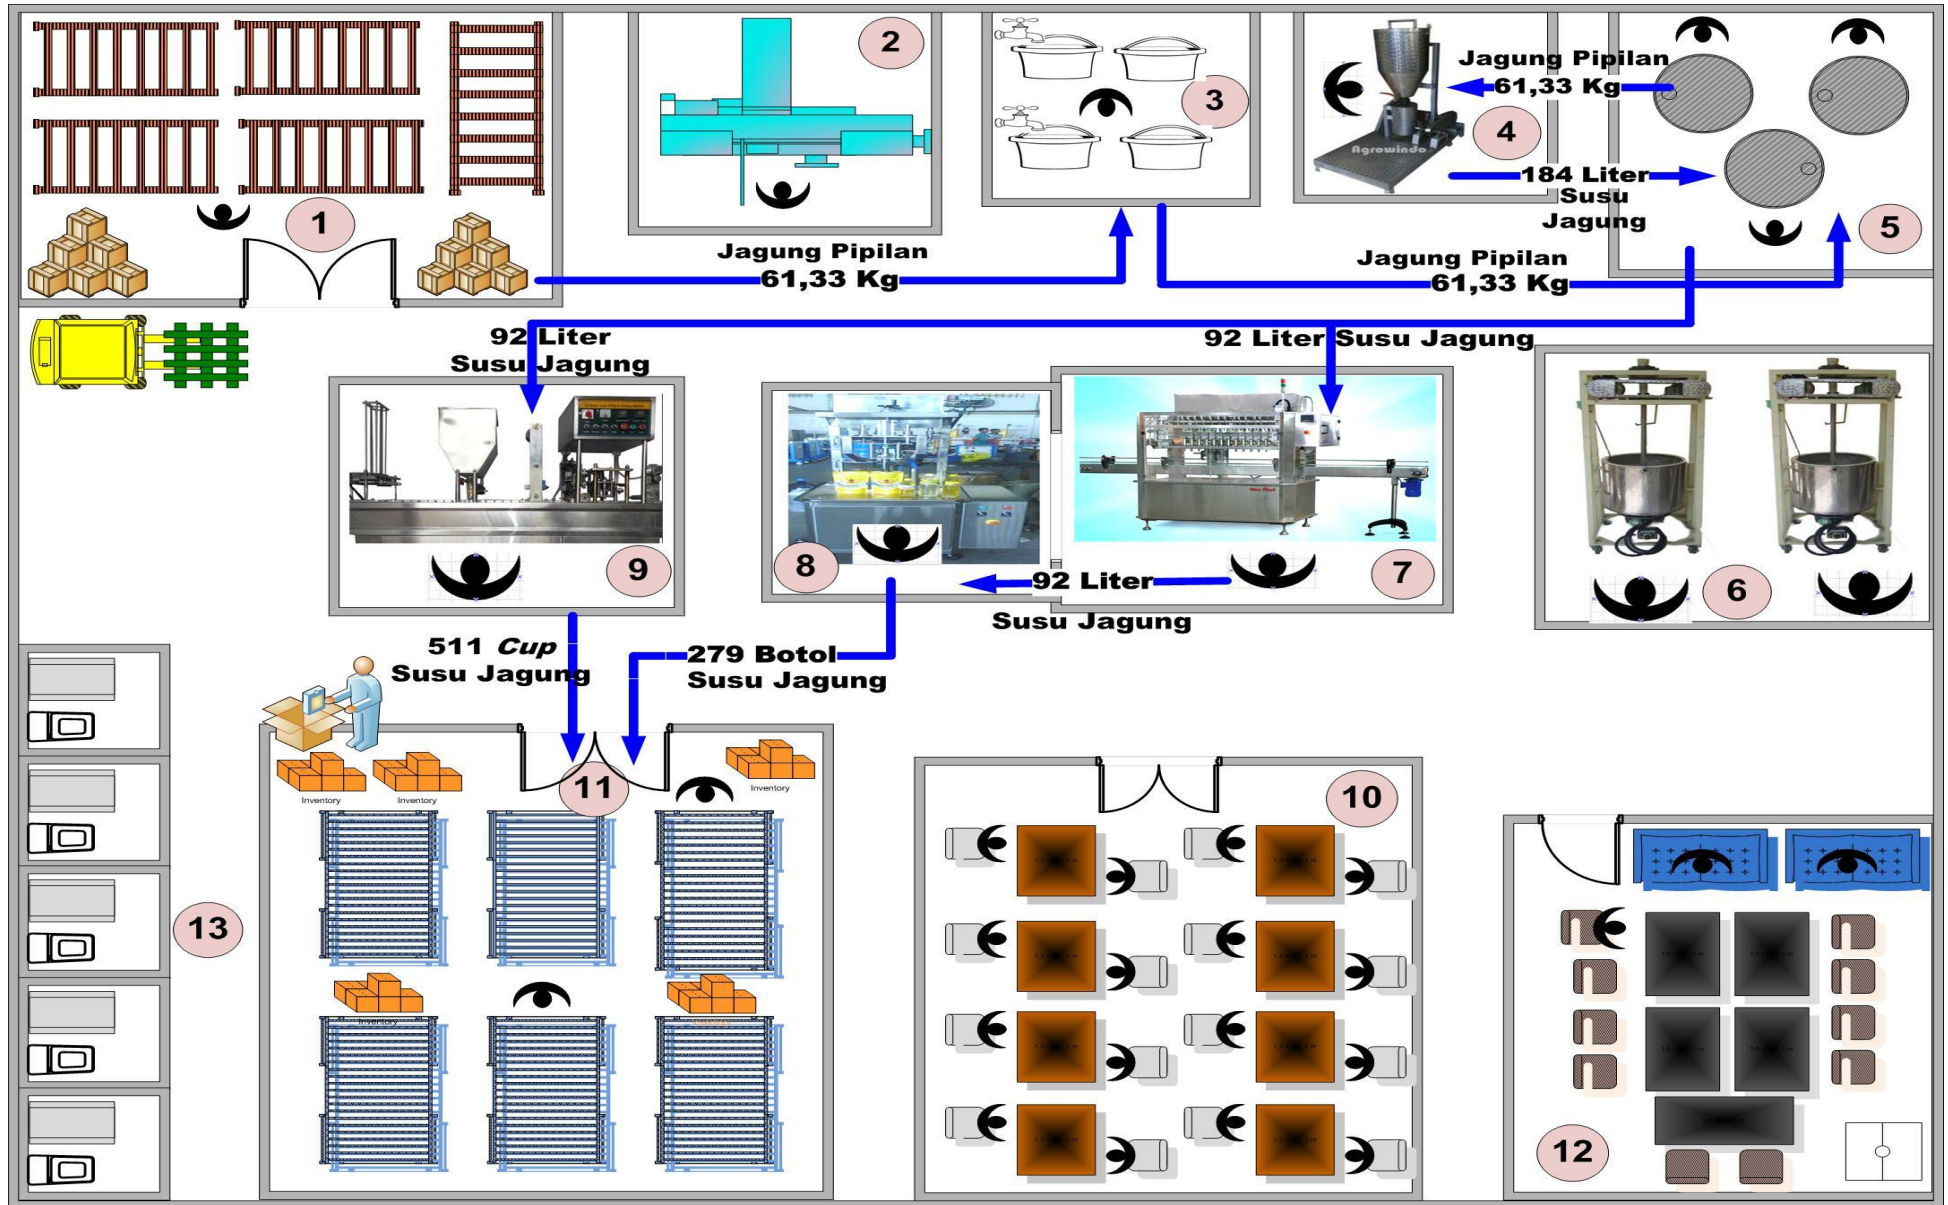 1
2
3
Jagung Pipilan
61,33 Kg
4
Agrowindo
184 Liter
Susu
Jagung
5
Jagung Pipilan
61,33 Kg
Jagung Pipilan
61,33 Kg
92 Liter
Susu Jagung
92 Liter Susu Jagung
9
8
92 Liter
Susu Jagung
7
6
511 Cup
Susu Jagung
279 Botol
Susu Jagung
11
Inventory
Inventory
Inventory
Inventory
10
13
12